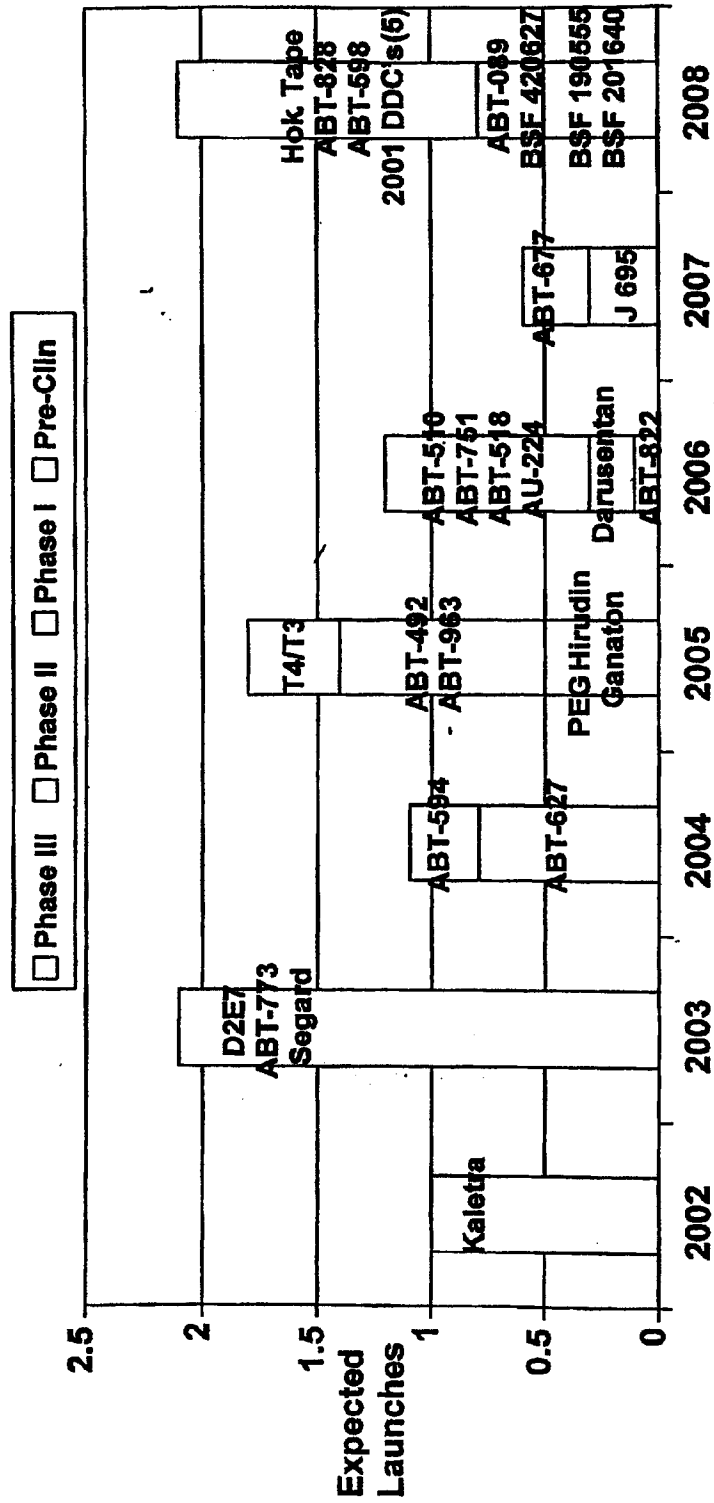 Phase III Phase II Phase I Pre-Clin
2.5
2
1.5
1
0.5
0
Expected
Launches
Kaletra
D2E7
ABT-773
Segard
ABT-594
ABT-627
T4/T3
ABT-492
ABT-963
PEG Hirudin
Ganaton
ABT-510
ABT-751
ABT-518
AU-224
Darusentan
ABT-822
ABT-677
J 695
Hok Tape
ABT-828
ABT-598
2001 DDC's(5)
ABT-089
BSF 420627
BSF 190555
BSF 201640
2002 2003 2004 2005 2006 2007 2008